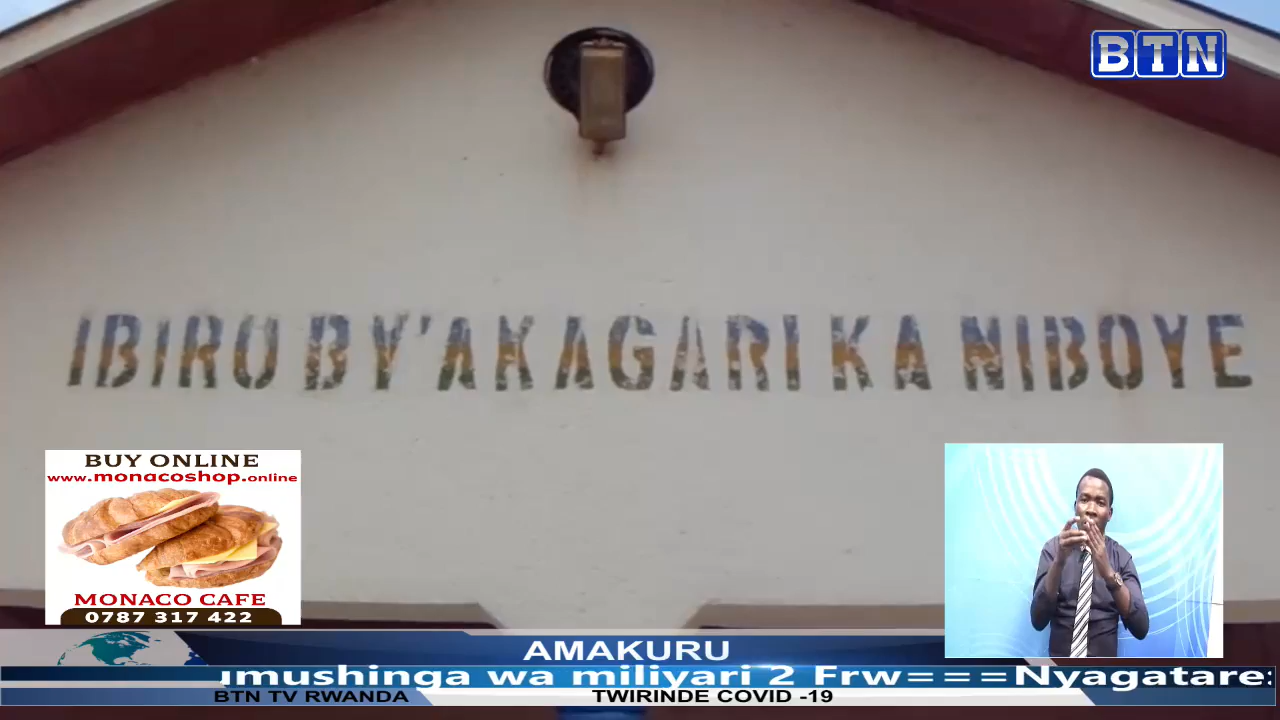 BTN
IBIRO BY'AKAGARI KA NIBOYE
BUY ONLINE
www.monacoshop.online
MONACO CAFE
0787 317 422
AMAKURU
umushinga wa miliyari 2 Frw===Nyagatare:
BTN TV RWANDA
TWIRINDE COVID -19